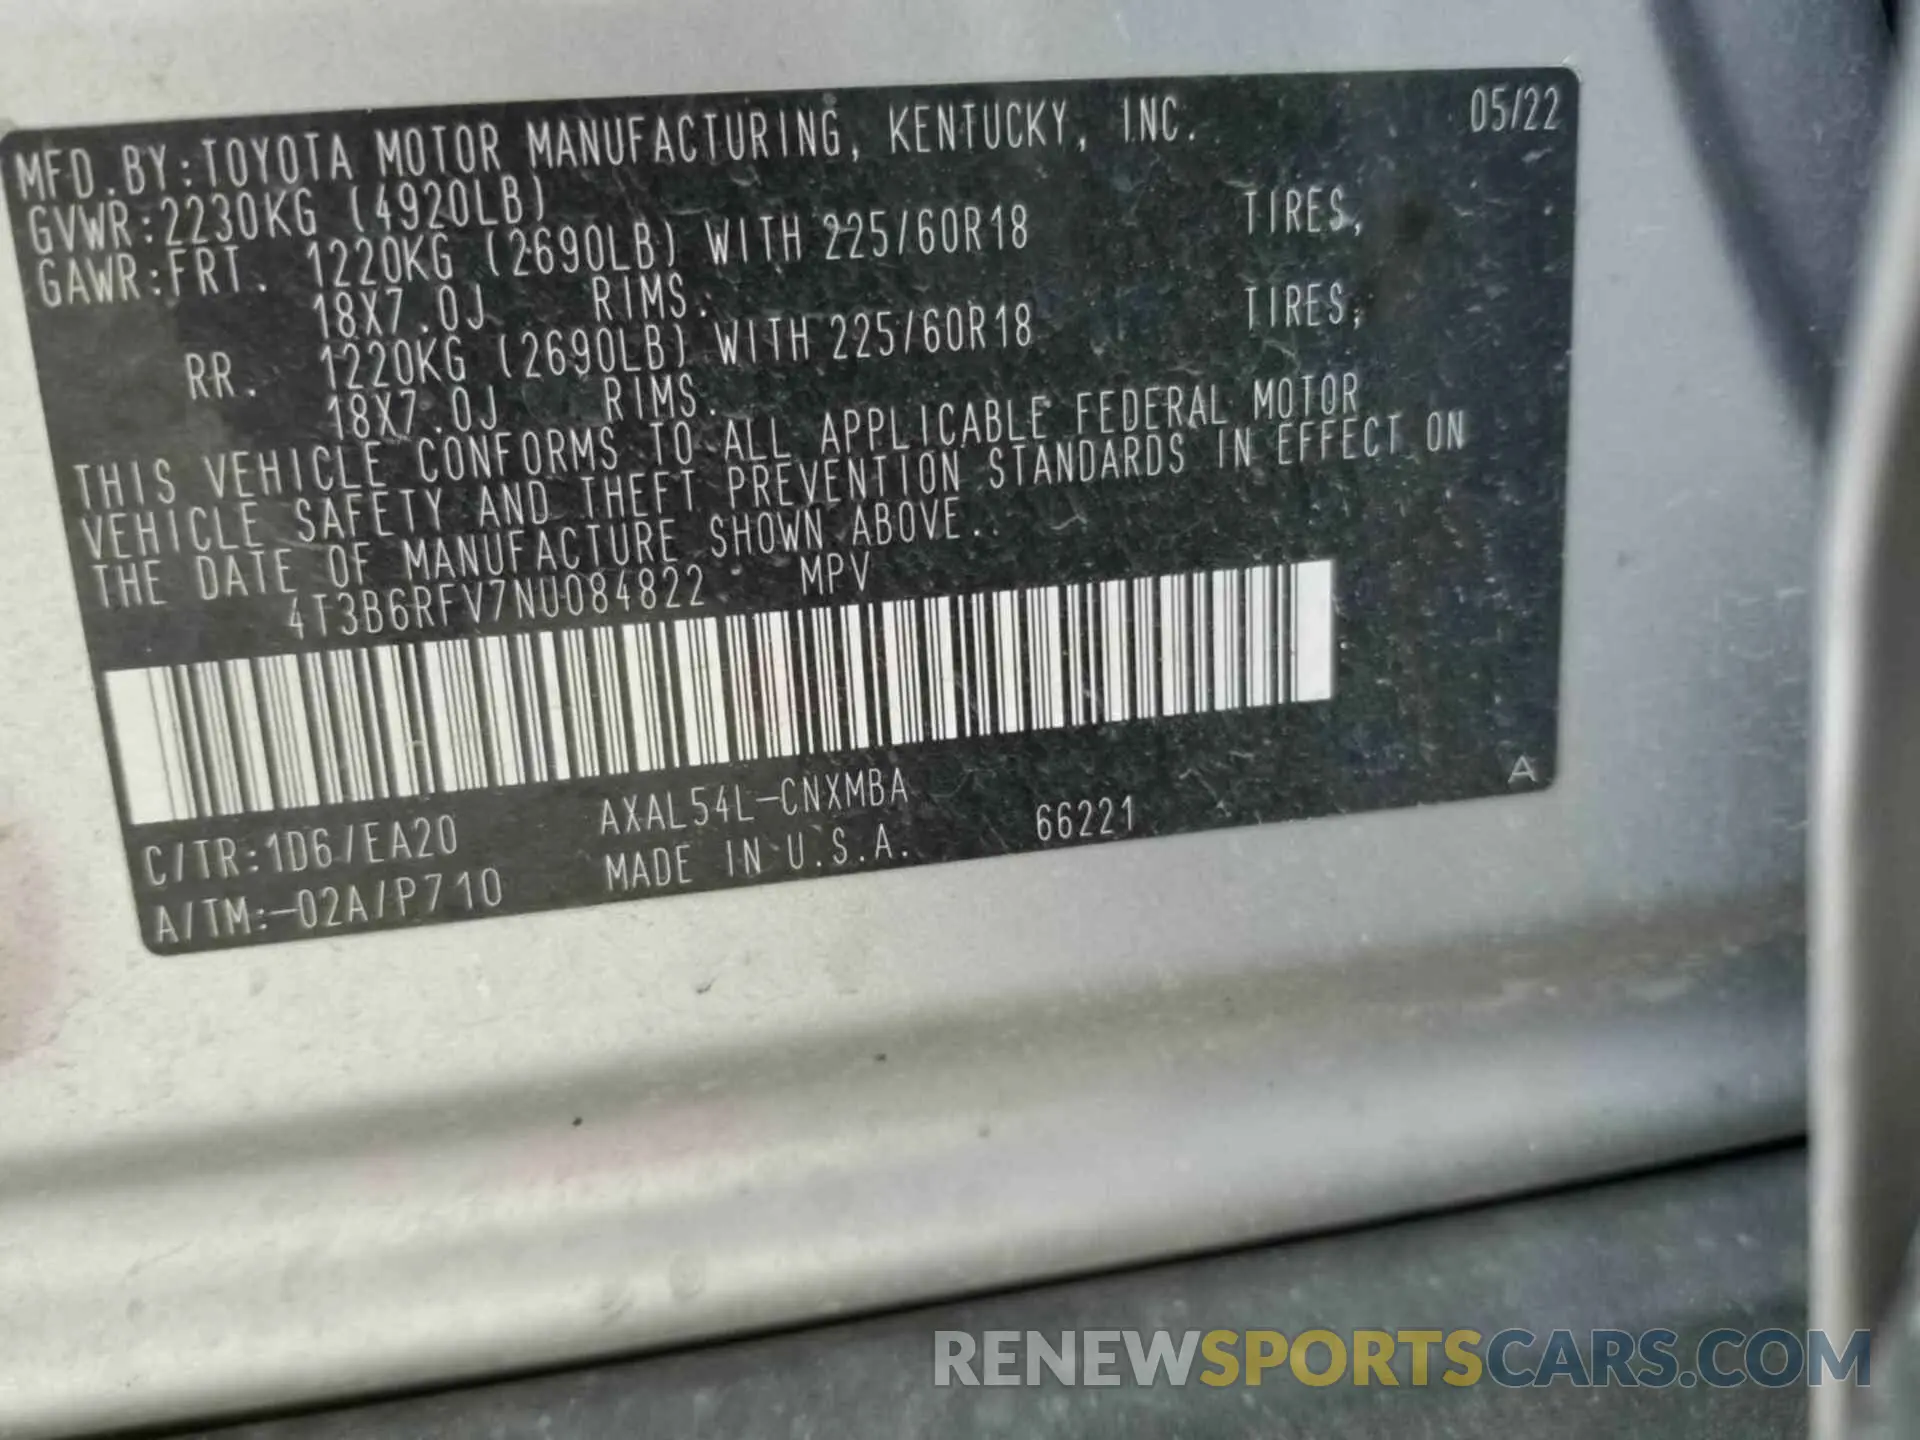 MFD.BY:TOYOTA MOTOR MANUFACTURING, KENTUCKY, INC. 05/22
GVWR:2230KG (4920LB)
GAWR:FRT. 1220KG (2690LB) WITH 225/60R18 TIRES,
18X7.0J RIMS.
RR. 1220KG (2690LB) WITH 225/60R18 TIRES,
18X7.0J RIMS.
THIS VEHICLE CONFORMS TO ALL APPLICABLE FEDERAL MOTOR
VEHICLE SAFETY AND THEFT PREVENTION STANDARDS IN EFFECT ON
THE DATE OF MANUFACTURE SHOWN ABOVE.
4T3B6RFV7NU084822 MPV
C/TR:1D6/EA20 AXAL54L-CNXMBA A
A/TM:-02A/P710 MADE IN U.S.A. 66221
RENEWSPORTSCARS.COM